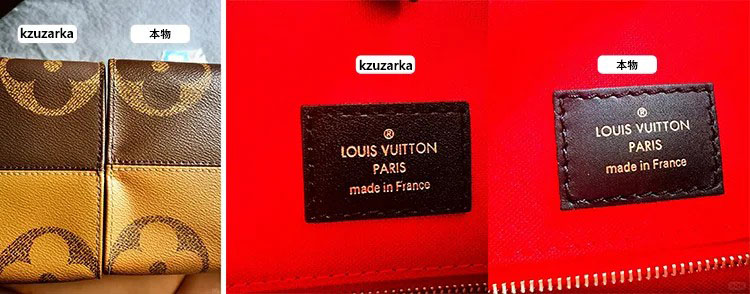 kzuzarka
本物
kzuzarka
®
LOUIS VUITTON
PARIS
made in France
本物
®
LOUIS VUITTON
PARIS
made in France